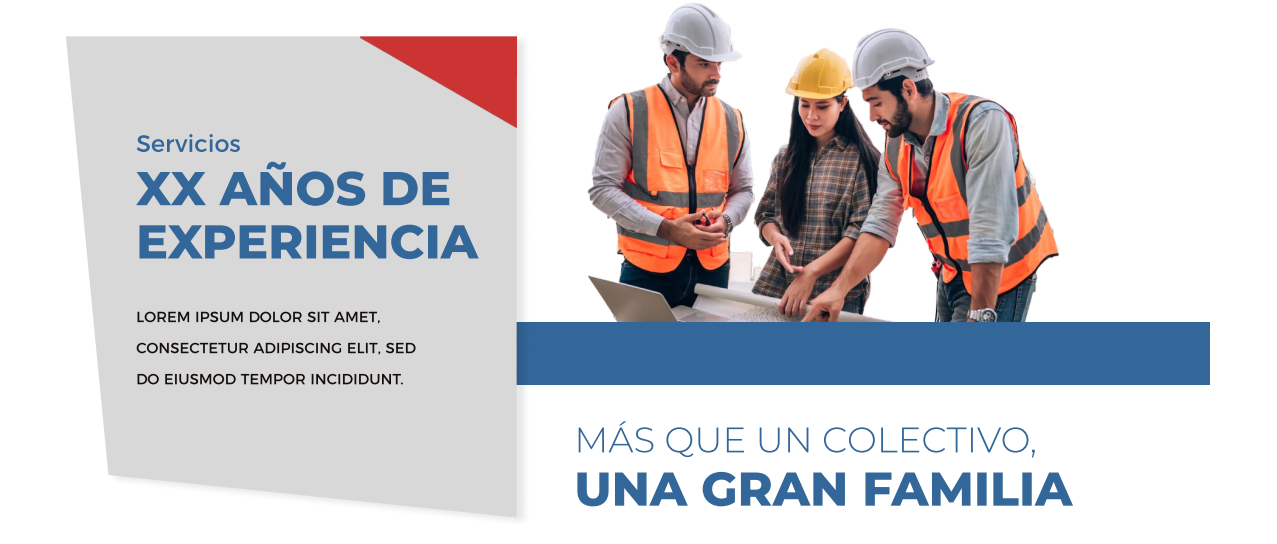 Servicios
XX AÑOS DE
EXPERIENCIA
LOREM IPSUM DOLOR SIT AMET,
CONSECTETUR ADIPISCING ELIT, SED
DO EIUSMOD TEMPOR INCIDIDUNT.
MÁS QUE UN COLECTIVO,
UNA GRAN FAMILIA